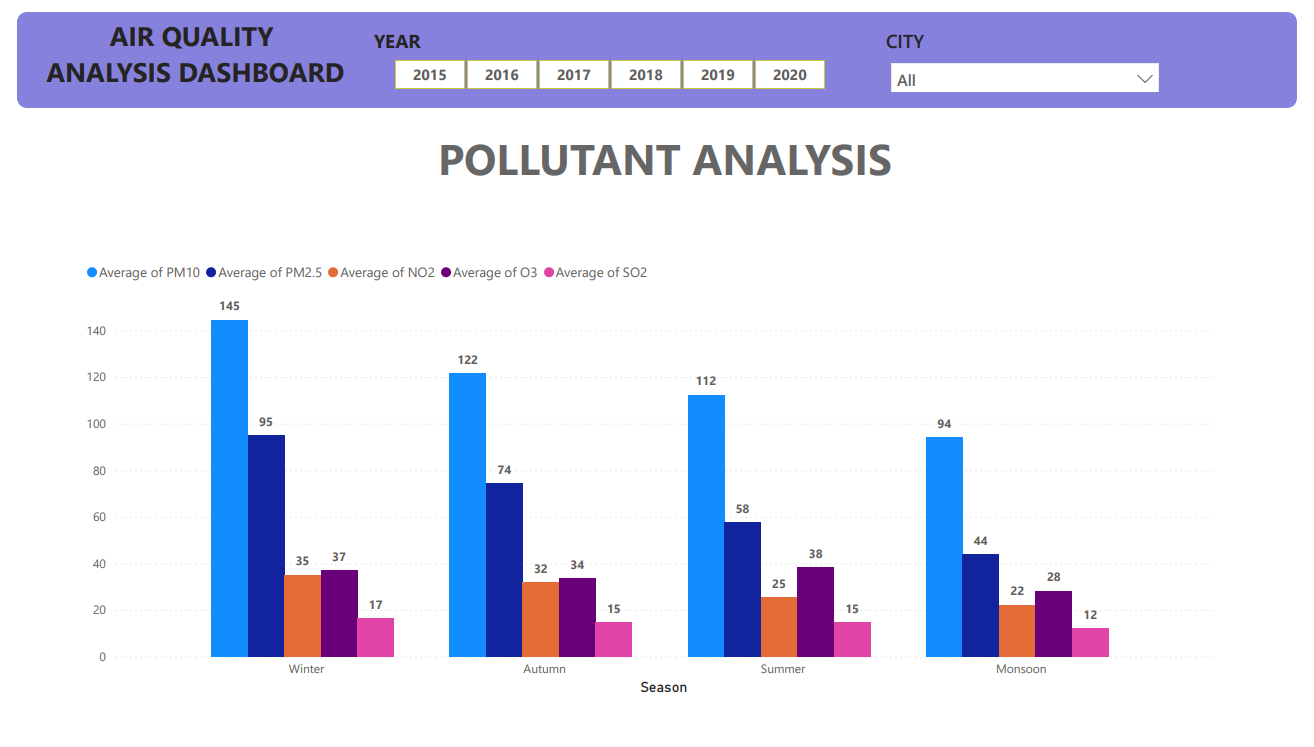 AIR QUALITY
ANALYSIS DASHBOARD
YEAR
2015 2016 2017 2018 2019 2020
CITY
All
POLLUTANT ANALYSIS
Average of PM10 Average of PM2.5 Average of NO2 Average of O3 Average of SO2
140
120
100
80
60
40
20
0
145
95
35
37
17
122
74
32
34
15
112
58
25
38
15
94
44
22
28
12
Winter Autumn Summer Monsoon
Season